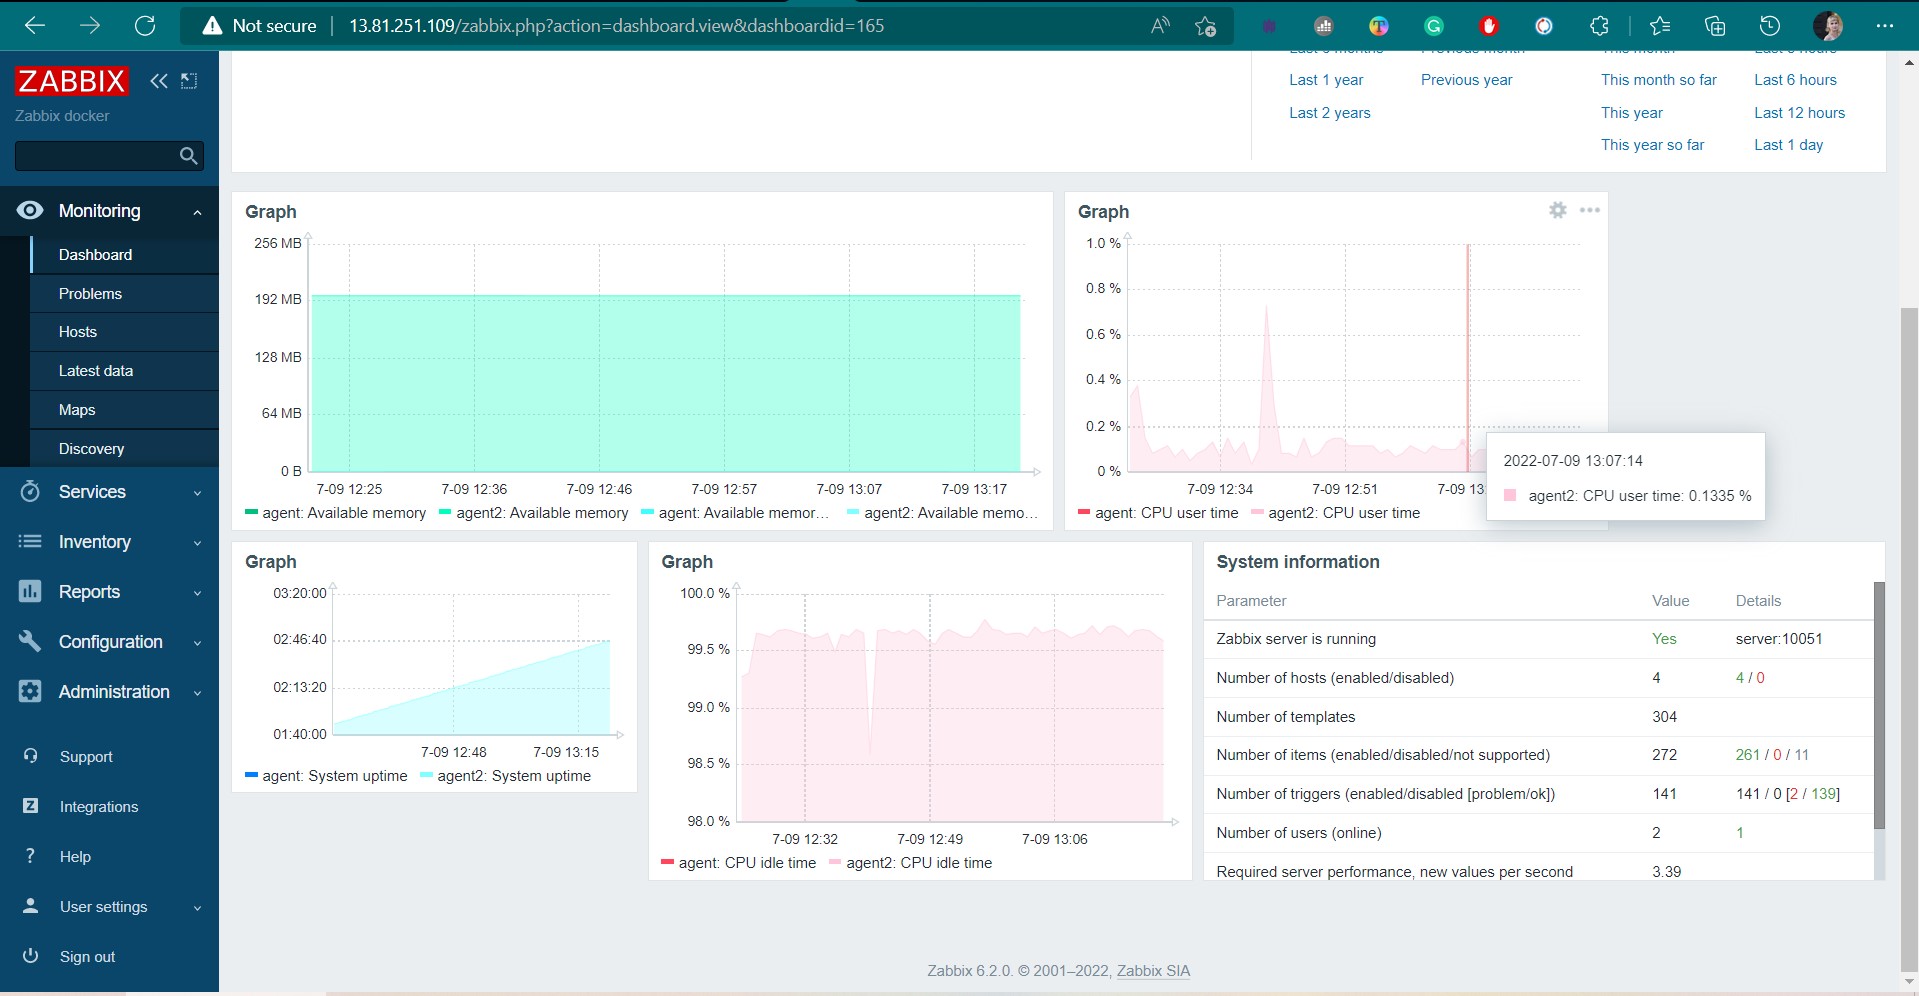 Not secure 13.81.251.109/zabbix.php?action=dashboard.view&dashboardid=165
ZABBIX
Zabbix docker
Monitoring
Dashboard
Problems
Hosts
Latest data
Maps
Discovery
Services
Inventory
Reports
Configuration
Administration
Support
Integrations
Help
User settings
Sign out
Last 1 year Previous year This month so far Last 6 hours
Last 2 years This year Last 12 hours
This year so far Last 1 day
Graph
256 MB
192 MB
128 MB
64 MB
0 B
7-09 12:25 7-09 12:36 7-09 12:46 7-09 12:57 7-09 13:07 7-09 13:17
agent: Available memory agent2: Available memory agent: Available memor... agent2: Available memo...
Graph
1.0 %
0.8 %
0.6 %
0.4 %
0.2 %
0 %
7-09 12:34 7-09 12:51 7-09 13:
agent: CPU user time agent2: CPU user time
2022-07-09 13:07:14
agent2: CPU user time: 0.1335 %
Graph
03:20:00
02:46:40
02:13:20
01:40:00
7-09 12:48 7-09 13:15
agent: System uptime agent2: System uptime
Graph
100.0 %
99.5 %
99.0 %
98.5 %
98.0 %
7-09 12:32 7-09 12:49 7-09 13:06
agent: CPU idle time agent2: CPU idle time
System information
Parameter Value Details
Zabbix server is running Yes server:10051
Number of hosts (enabled/disabled) 4 4 / 0
Number of templates 304
Number of items (enabled/disabled/not supported) 272 261 / 0 / 11
Number of triggers (enabled/disabled [problem/ok]) 141 141 / 0 [2 / 139]
Number of users (online) 2 1
Required server performance, new values per second 3.39
Zabbix 6.2.0. © 2001–2022, Zabbix SIA